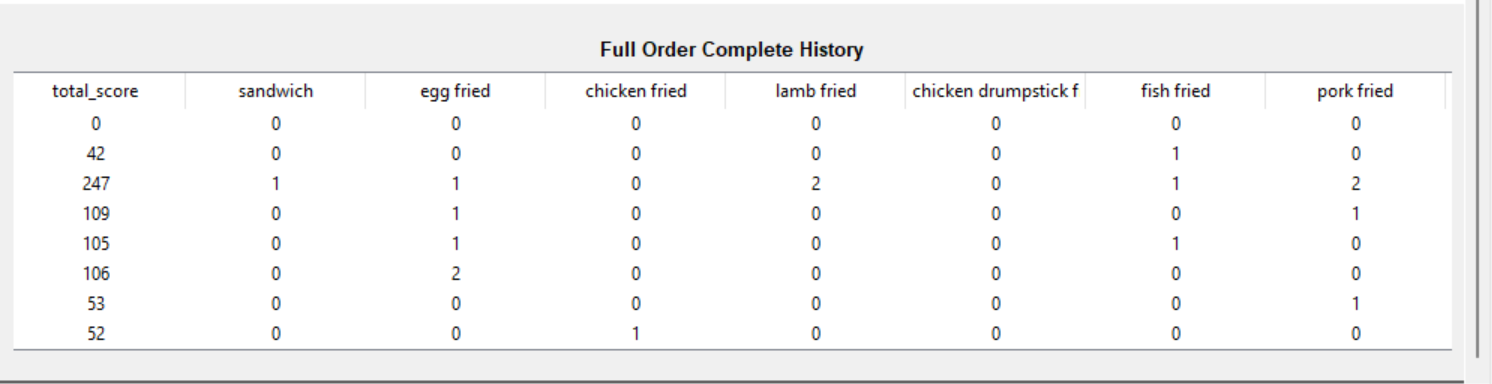 Full Order Complete History
total_score sandwich egg fried chicken fried lamb fried chicken drumpstick f fish fried pork fried
0 0 0 0 0 0 0 0
42 0 0 0 0 0 1 0
247 1 1 0 2 0 1 2
109 0 1 0 0 0 0 1
105 0 1 0 0 0 1 0
106 0 2 0 0 0 0 0
53 0 0 0 0 0 0 1
52 0 0 1 0 0 0 0